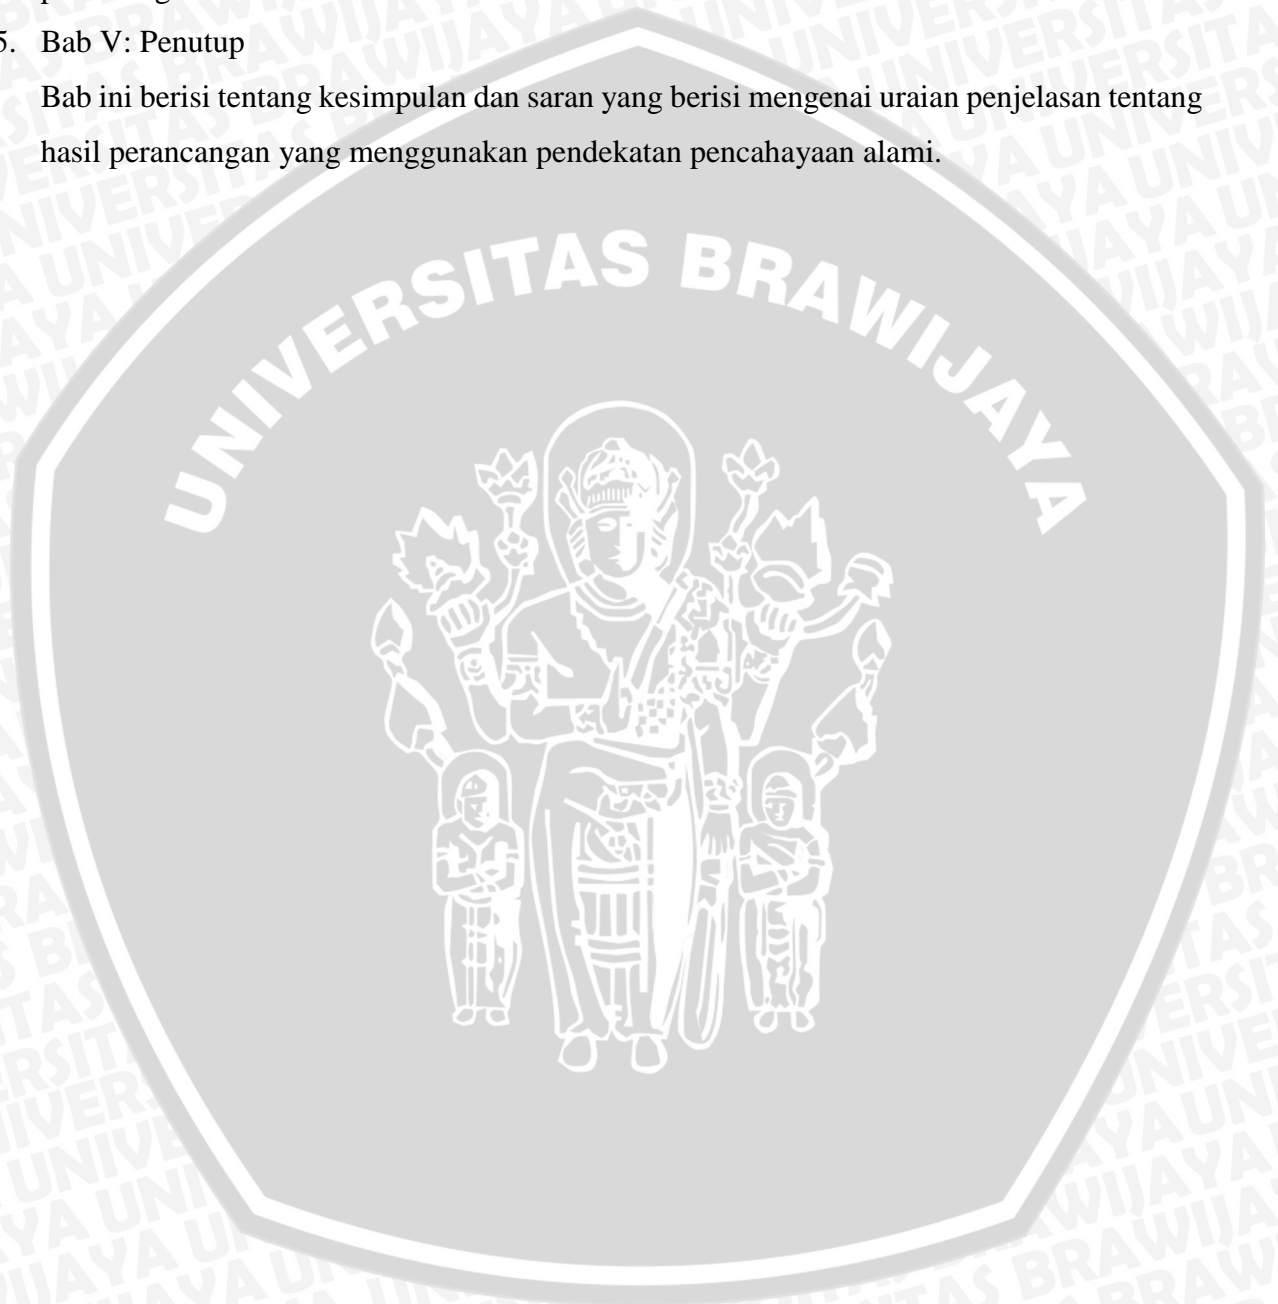 5. Bab V: Penutup
Bab ini berisi tentang kesimpulan dan saran yang berisi mengenai uraian penjelasan tentang
hasil perancangan yang menggunakan pendekatan pencahayaan alami.
UNIVERSITAS BRAWIJAYA